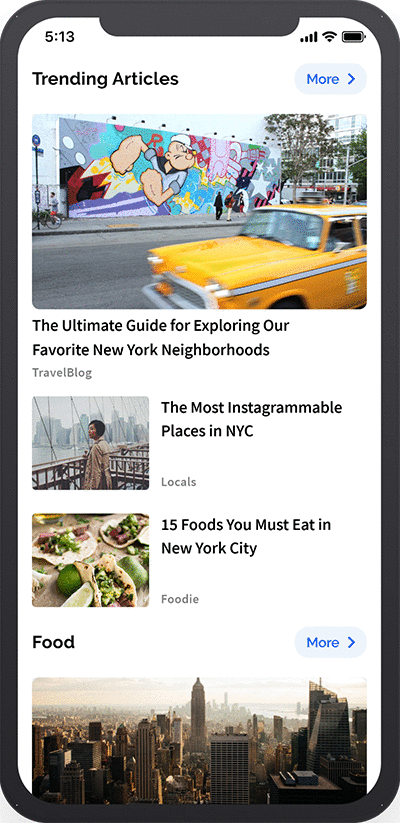 5:13
Trending Articles
More
The Ultimate Guide for Exploring Our
Favorite New York Neighborhoods
TravelBlog
The Most Instagrammable
Places in NYC
Locals
15 Foods You Must Eat in
New York City
Foodie
Food
More